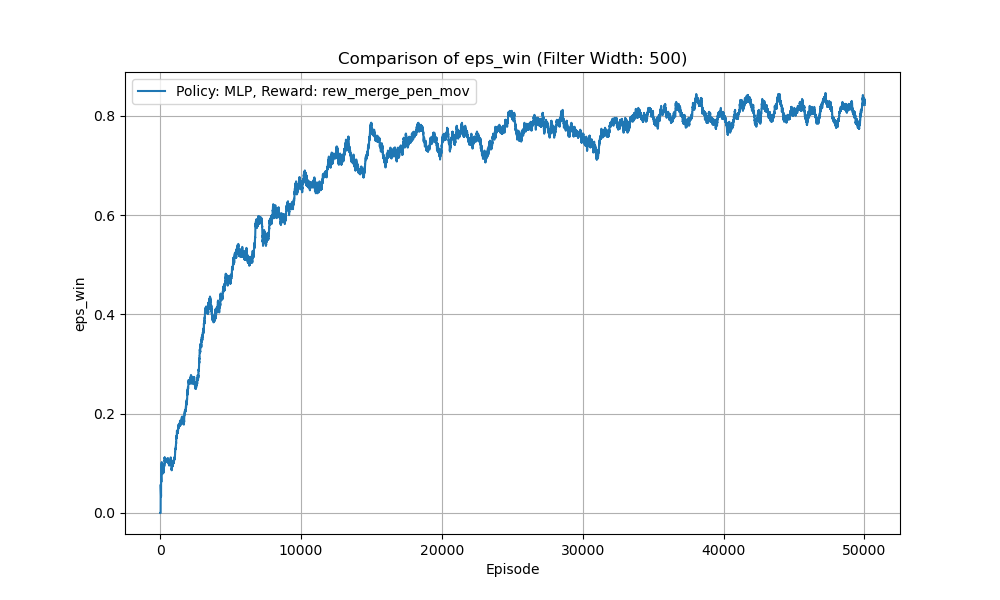 Comparison of eps_win (Filter Width: 500)
Policy: MLP, Reward: rew_merge_pen_mov
0.8
0.6
0.4
0.2
0.0
eps_win
0
10000
20000
30000
40000
50000
Episode